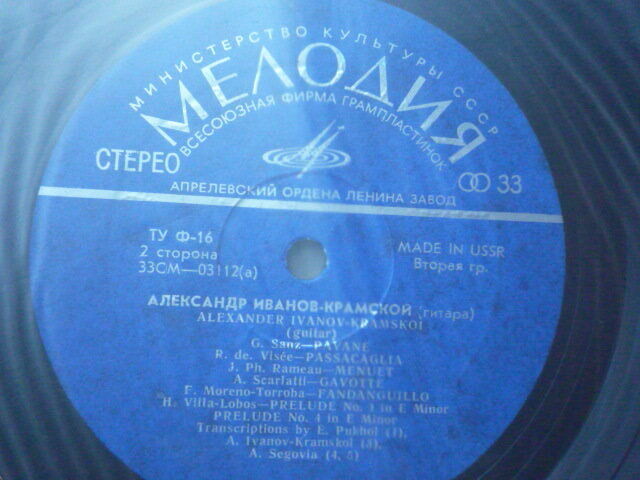 МИНИСТЕРСТВО КУЛЬТУРЫ СССР
МЕЛОДИЯ
ВСЕСОЮЗНАЯ ФИРМА ГРАМПЛАСТИНОК
СТЕРЕО
33
АПРЕЛЕВСКИЙ ОРДЕНА ЛЕНИНА ЗАВОД
ТУ Ф-16
2 сторона
33СМ—03112(а)
MADE IN USSR
Вторая гр.
АЛЕКСАНДР ИВАНОВ-КРАМСКОЙ (гитара)
ALEXANDER IVANOV-KRAMSKOI
(guitar)
G. Sanz—PAVANE
R. de. Visée—PASSACAGLIA
J. Ph. Rameau—MENUET
A. Scarlatti—GAVOTTE
F. Moreno-Torroba—FANDANGUILLO
H. Villa-Lobos—PRELUDE No. 1 in E Minor
PRELUDE No. 4 in E Minor
Transcriptions by E. Puhol (1),
A. Ivanov-Kramskoi (3),
A. Segovia (4, 5)